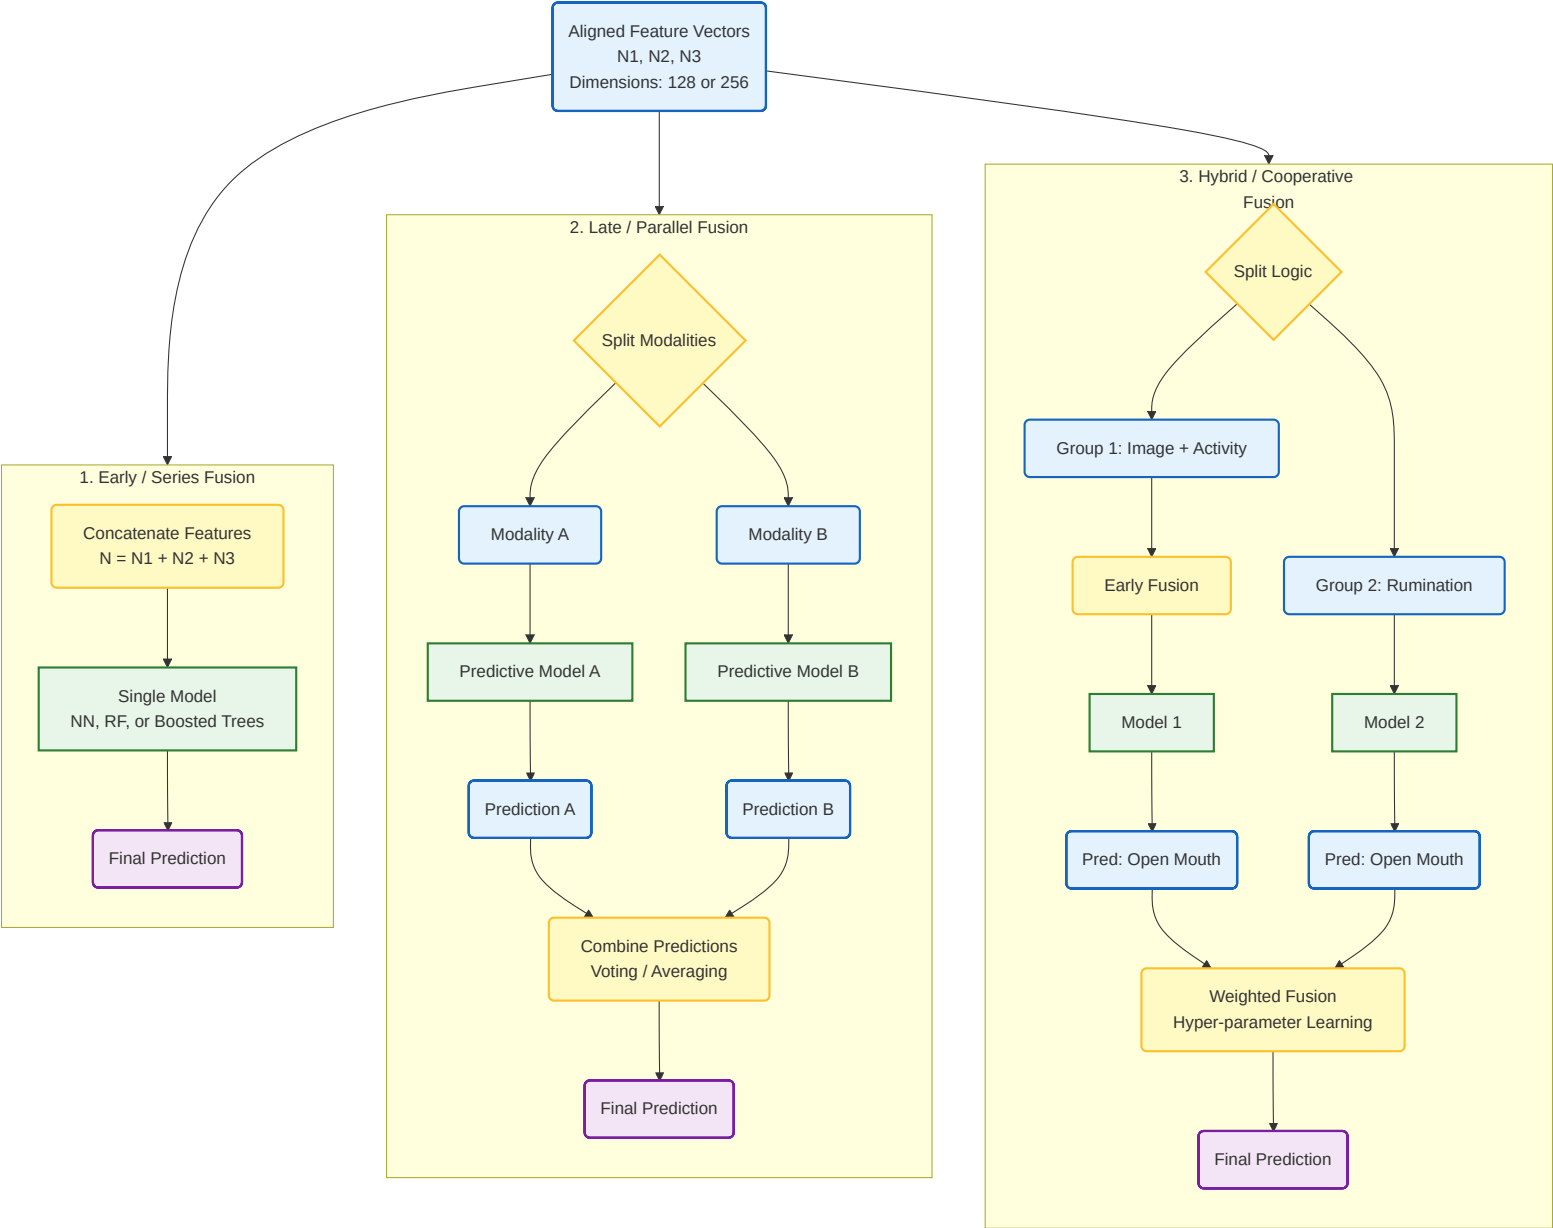 Aligned Feature Vectors
N1, N2, N3
Dimensions: 128 or 256
1. Early / Series Fusion
Concatenate Features
N = N1 + N2 + N3
Single Model
NN, RF, or Boosted Trees
Final Prediction
2. Late / Parallel Fusion
Split Modalities
Modality A
Modality B
Predictive Model A
Predictive Model B
Prediction A
Prediction B
Combine Predictions
Voting / Averaging
Final Prediction
3. Hybrid / Cooperative
Fusion
Split Logic
Group 1: Image + Activity
Early Fusion
Group 2: Rumination
Model 1
Model 2
Pred: Open Mouth
Pred: Open Mouth
Weighted Fusion
Hyper-parameter Learning
Final Prediction